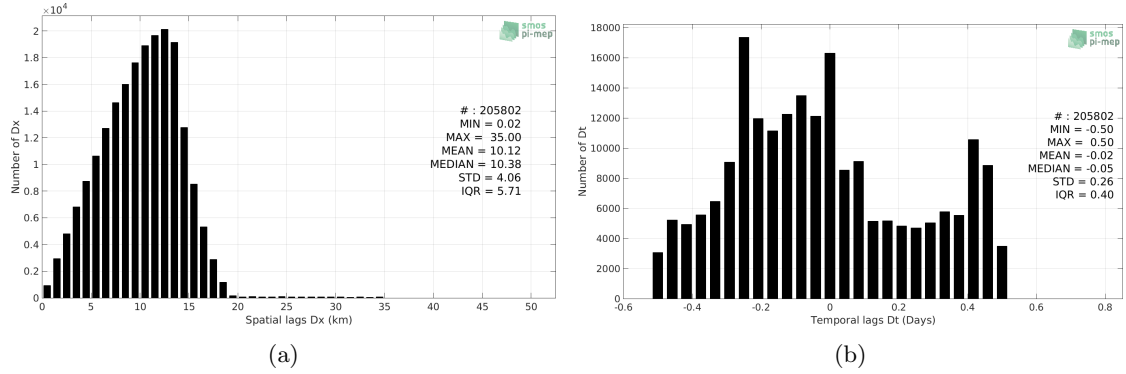 ×10⁴
2
1.8
1.6
1.4
1.2
1
0.8
0.6
0.4
0.2
0
Number of Dx
smos
pi-mep
# : 205802
MIN = 0.02
MAX = 35.00
MEAN = 10.12
MEDIAN = 10.38
STD = 4.06
IQR = 5.71
0 5 10 15 20 25 30 35 40 45 50
Spatial lags Dx (km)
(a)
18000
16000
14000
12000
10000
8000
6000
4000
2000
0
Number of Dt
smos
pi-mep
# : 205802
MIN = -0.50
MAX = 0.50
MEAN = -0.02
MEDIAN = -0.05
STD = 0.26
IQR = 0.40
-0.6 -0.4 -0.2 0 0.2 0.4 0.6 0.8
Temporal lags Dt (Days)
(b)